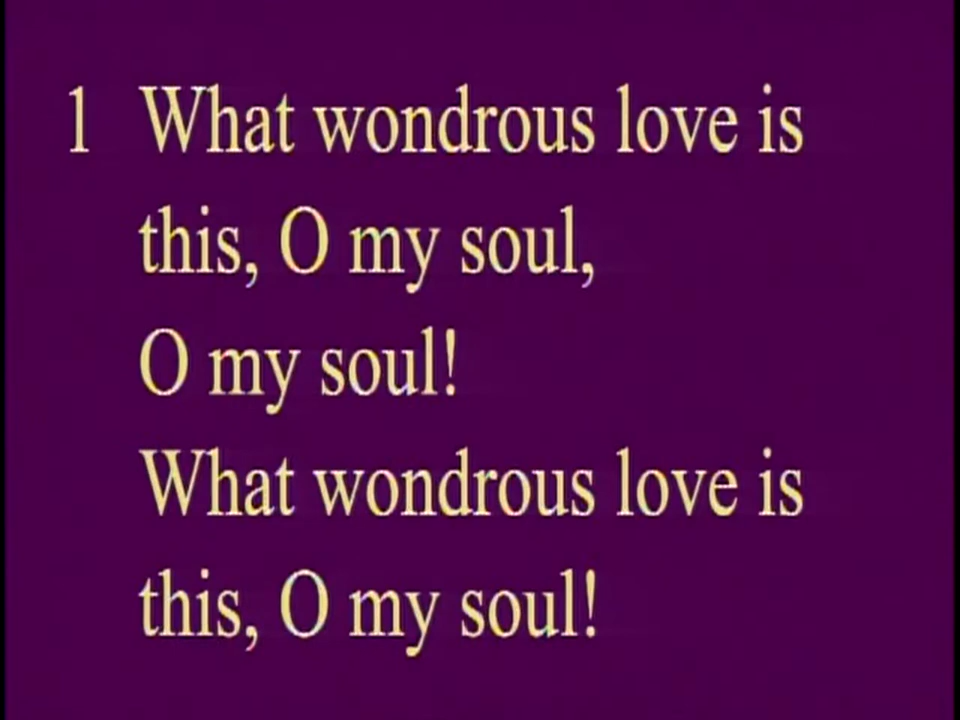 1 What wondrous love is
this, O my soul,
O my soul!
What wondrous love is
this, O my soul!